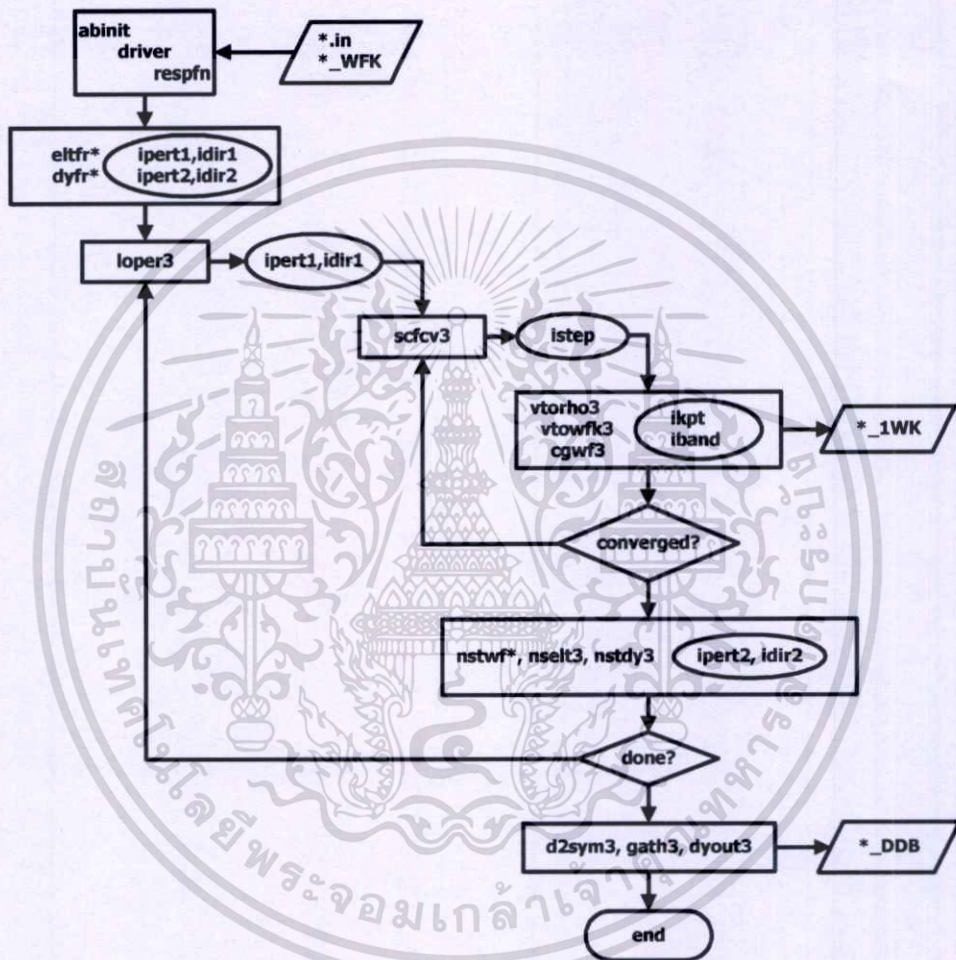 abinit
driver
respfn
*.in
*_WFK
eltfr*
dyfr*
ipert1,idir1
ipert2,idir2
loper3
ipert1,idir1
scfcv3
istep
vtorho3
vtowfk3
cgwf3
ikpt
iband
*_1WK
converged?
nstwf*, nselt3, nstdy3
ipert2, idir2
done?
d2sym3, gath3, dyout3
*_DDB
end